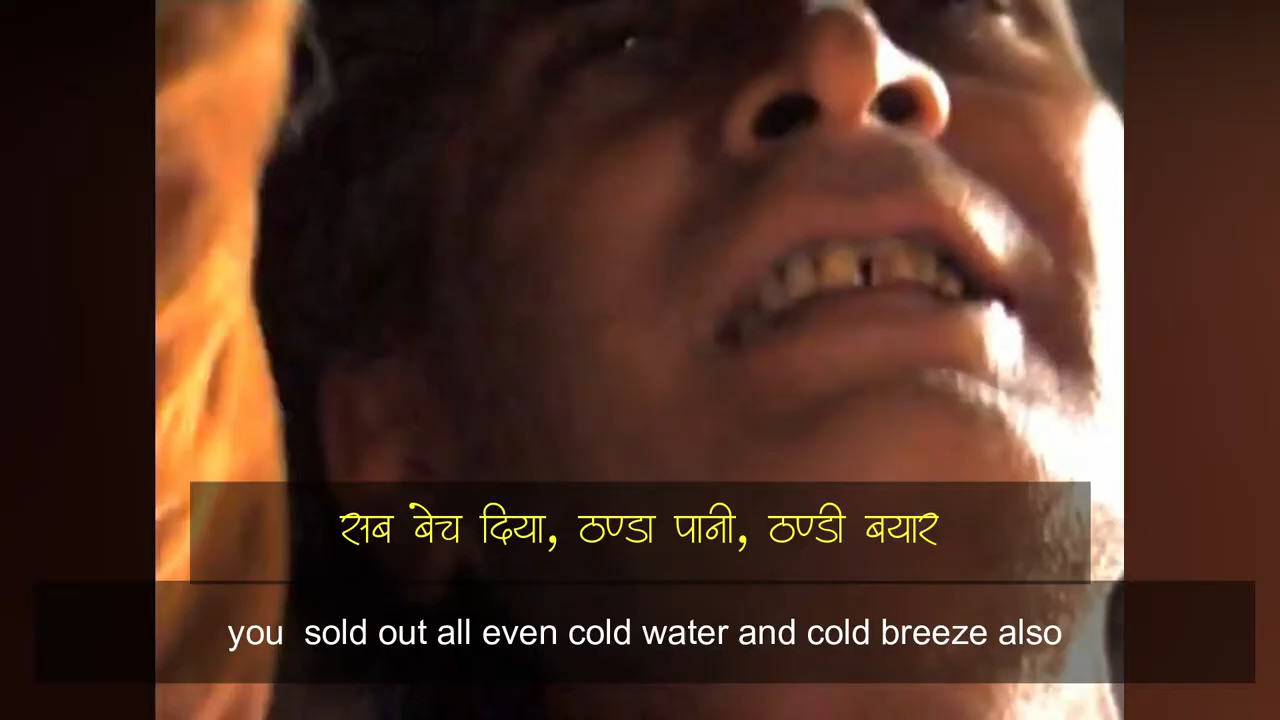 सब बेच दिया, ठण्डा पानी, ठण्डी बयार
you  sold out all even cold water and cold breeze also